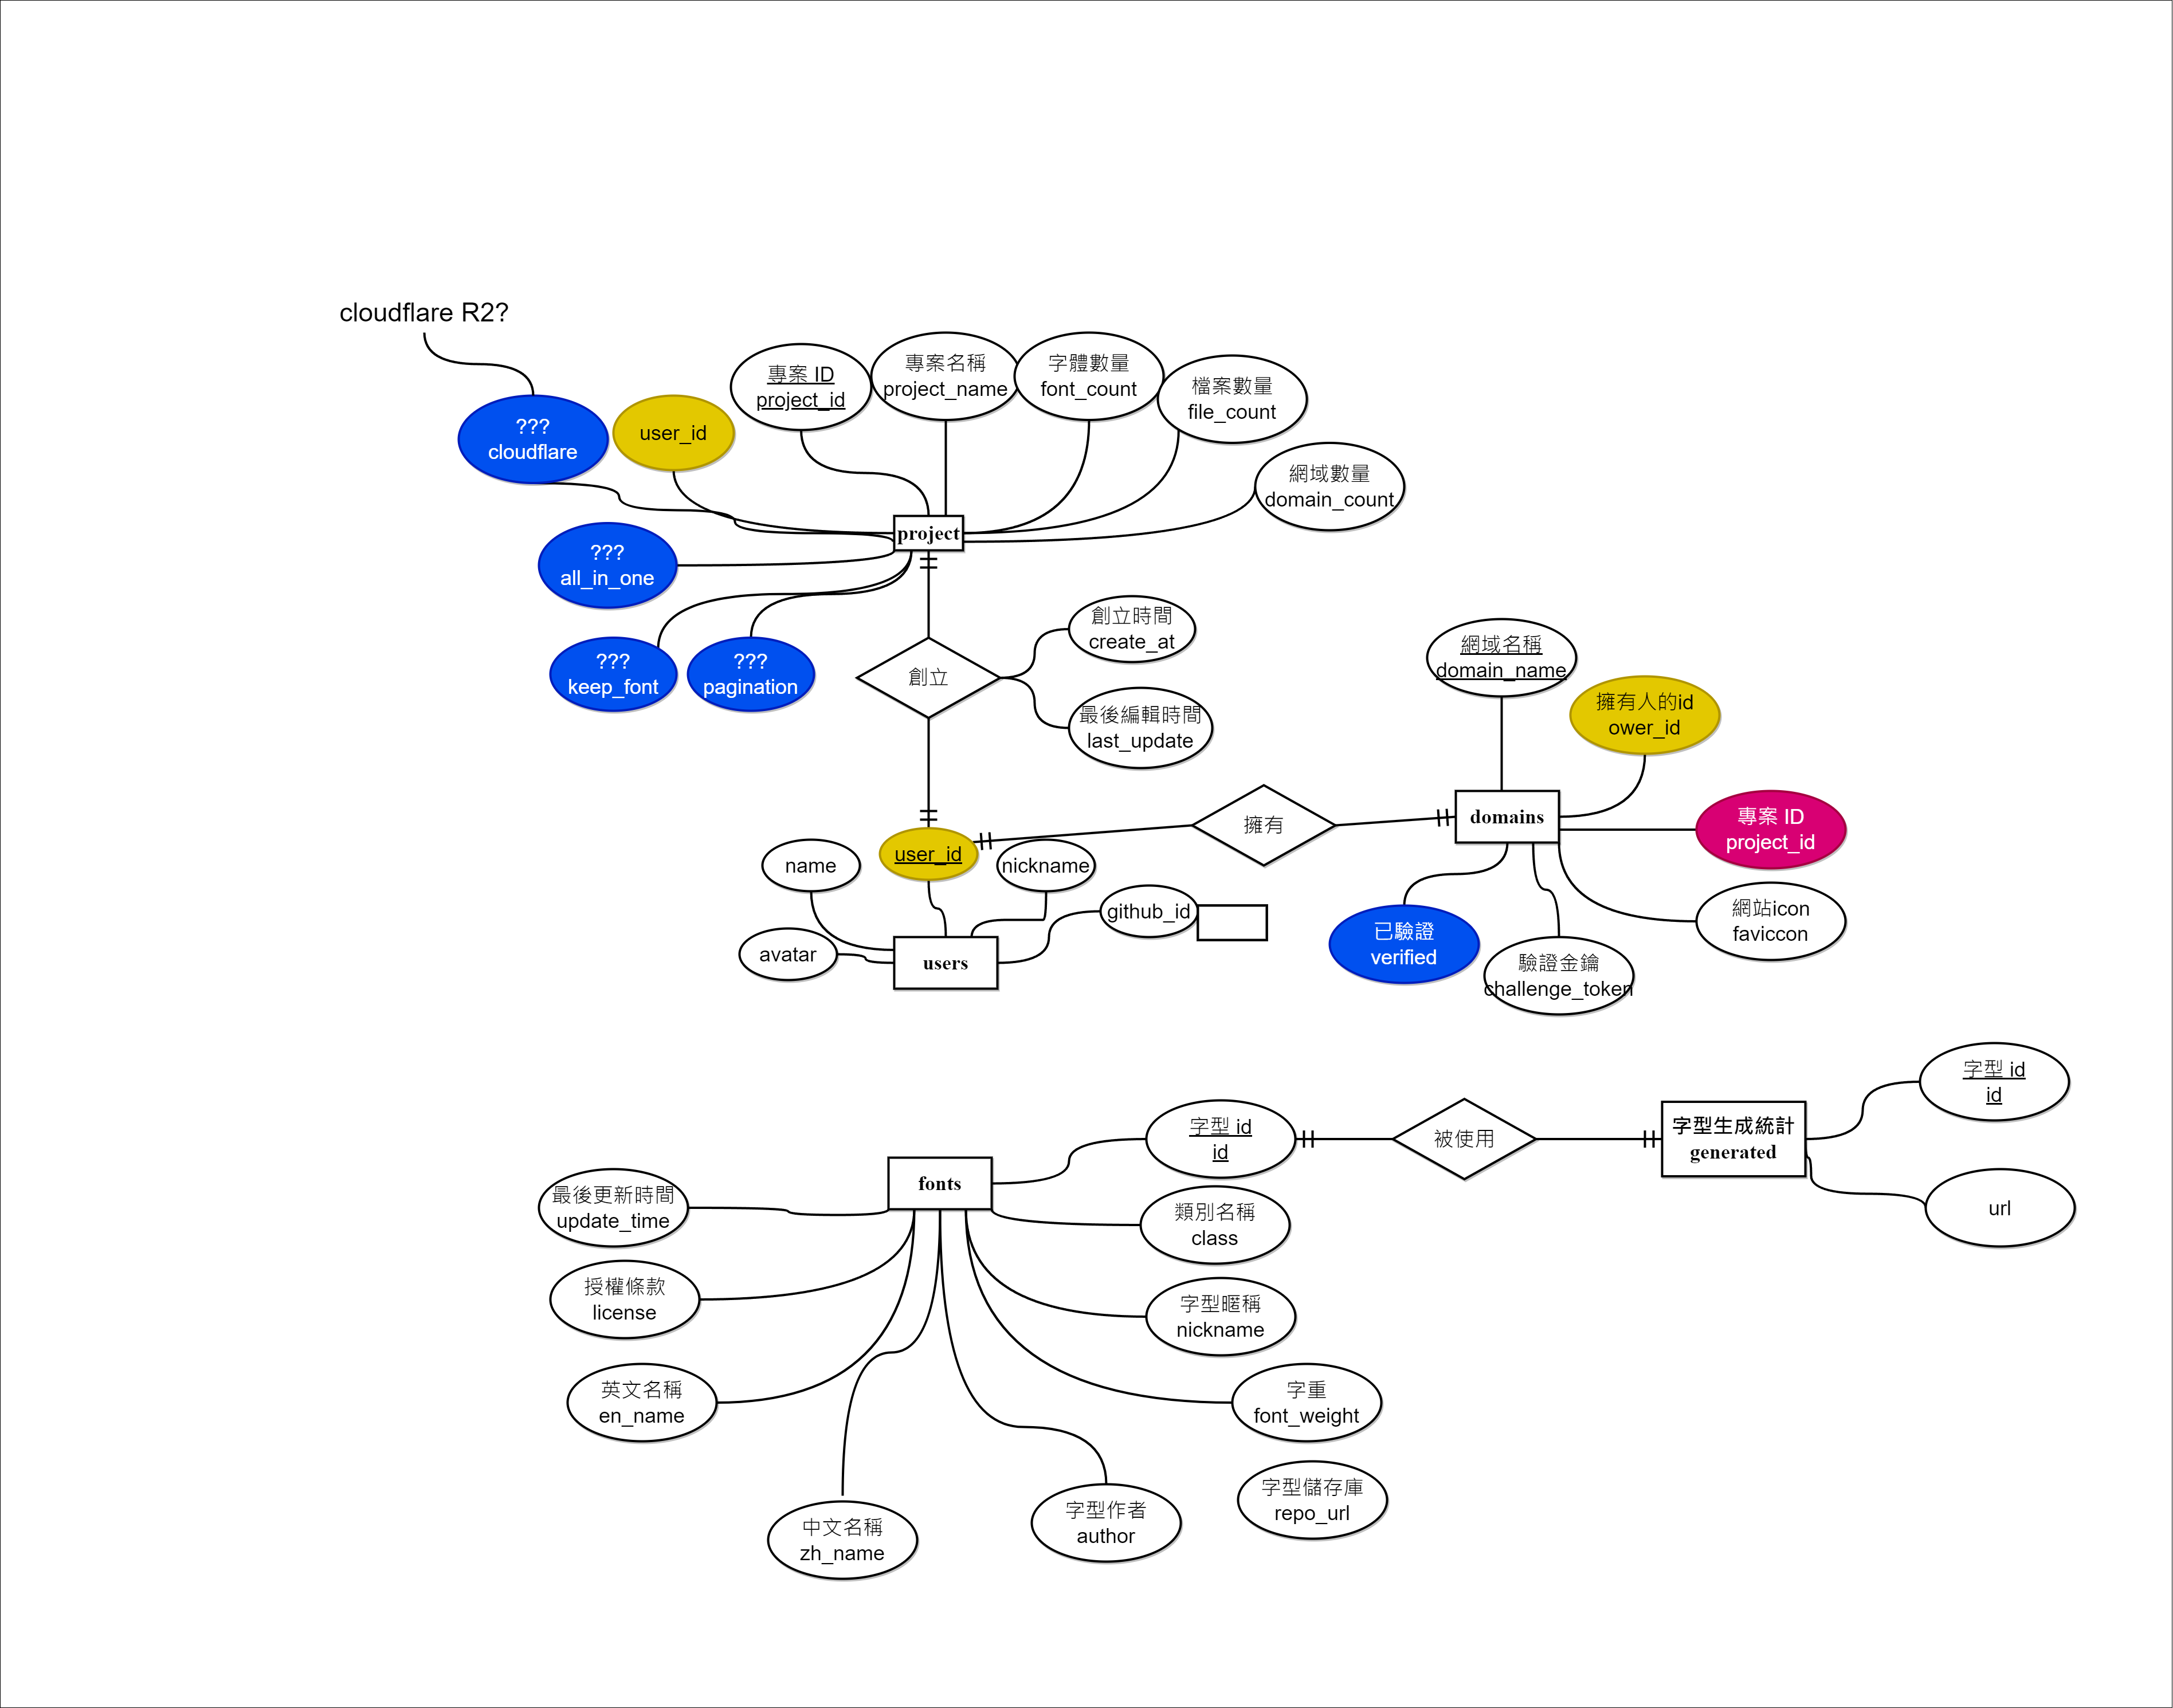 cloudflare R2?
???
cloudflare
user_id
專案 ID
project_id
專案名稱
project_name
字體數量
font_count
檔案數量
file_count
網域數量
domain_count
project
???
all_in_one
???
keep_font
???
pagination
創立
創立時間
create_at
最後編輯時間
last_update
網域名稱
domain_name
擁有人的id
ower_id
擁有
domains
專案 ID
project_id
name
user_id
nickname
github_id
avatar
users
已驗證
verified
驗證金鑰
challenge_token
網站icon
faviccon
字型 id
id
被使用
字型生成統計
generated
字型 id
id
url
fonts
最後更新時間
update_time
類別名稱
class
授權條款
license
字型暱稱
nickname
英文名稱
en_name
字重
font_weight
中文名稱
zh_name
字型作者
author
字型儲存庫
repo_url